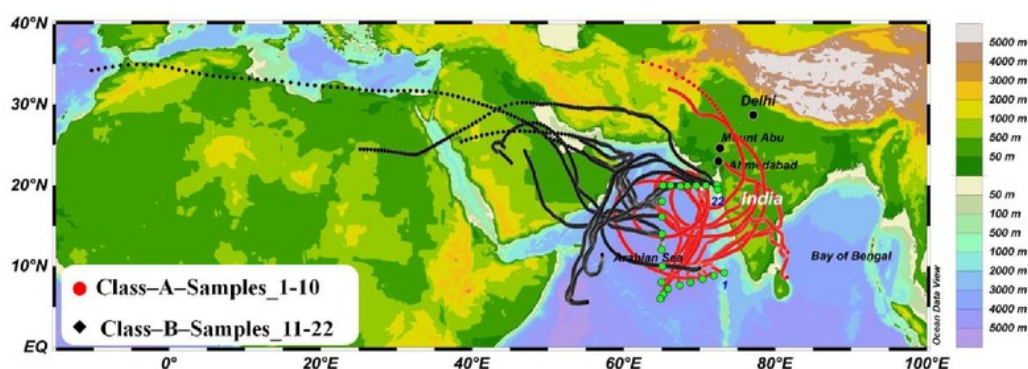 40°N
30°N
20°N
10°N
EQ
0°
20°E
40°E
60°E
80°E
100°E
Delhi
Mount Abu
Ahmedabad
India
22
Arabian Sea
Bay of Bengal
1
Class–A–Samples_1-10
Class–B–Samples_11-22
Ocean Data View
5000 m
4000 m
3000 m
2000 m
1000 m
500 m
50 m
50 m
100 m
500 m
1000 m
2000 m
3000 m
4000 m
5000 m